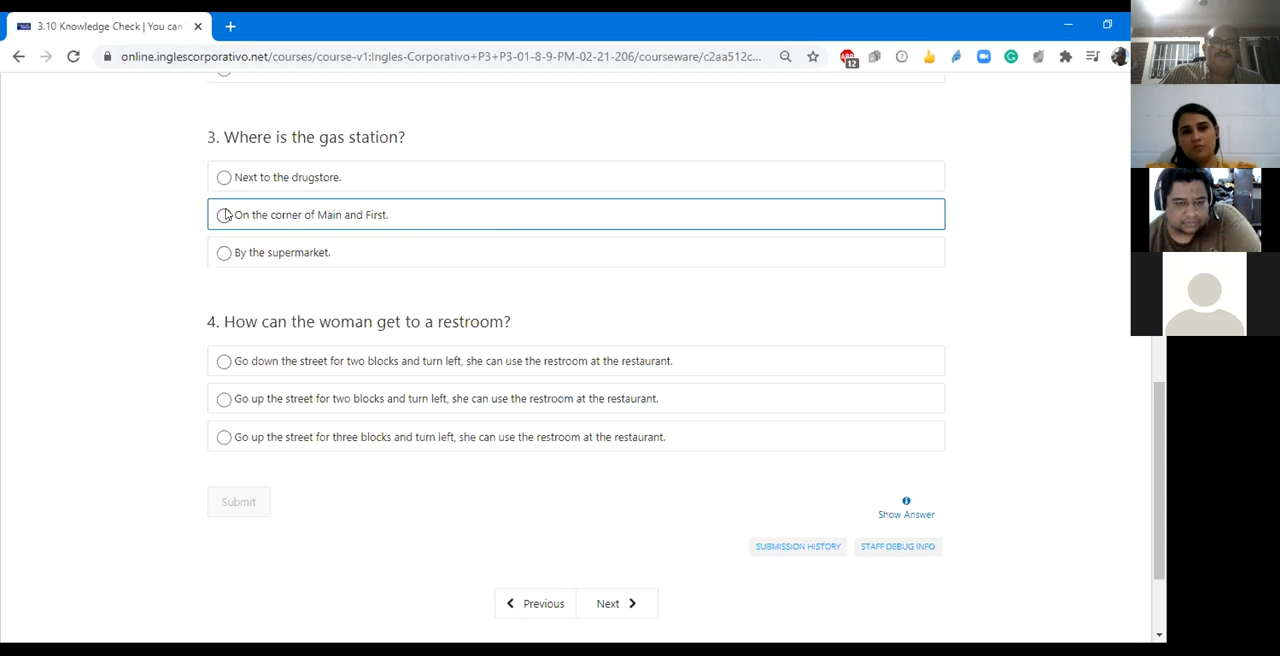 3.10 Knowledge Check | You can
online.inglescorporativo.net/courses/course-v1:Ingles-Corporativo+P3+P3-01-8-9-PM-02-21-206/courseware/c2aa512c...
12
3. Where is the gas station?
Next to the drugstore.
On the corner of Main and First.
By the supermarket.
4. How can the woman get to a restroom?
Go down the street for two blocks and turn left, she can use the restroom at the restaurant.
Go up the street for two blocks and turn left, she can use the restroom at the restaurant.
Go up the street for three blocks and turn left, she can use the restroom at the restaurant.
Submit
Show Answer
SUBMISSION HISTORY
STAFF DEBUG INFO
Previous
Next